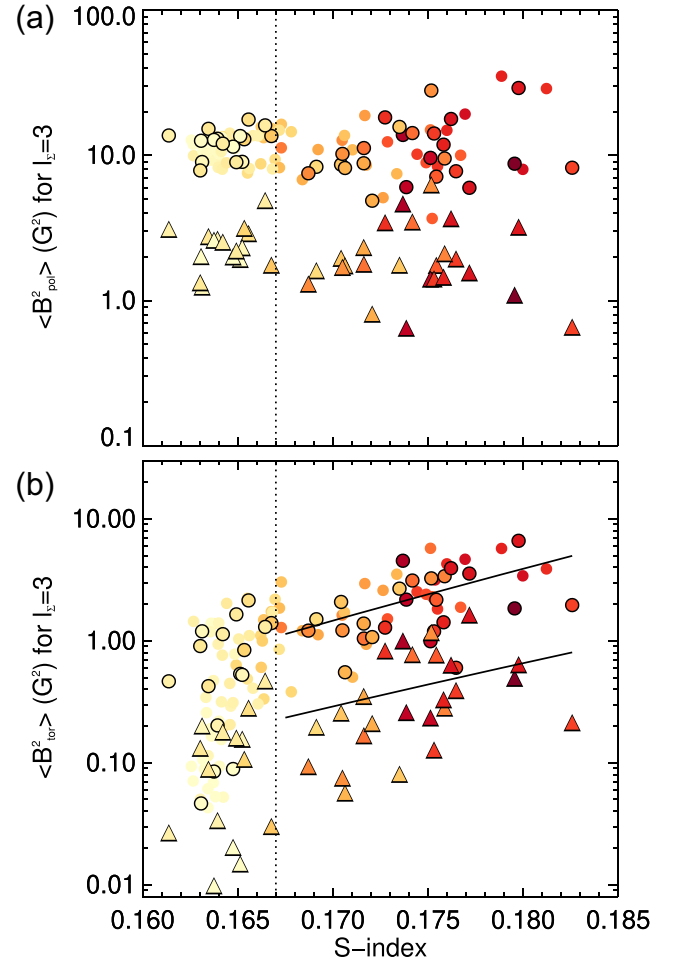 (a)
100.0
10.0
1.0
0.1
<B²pol> (G²) for lΣ=3
(b)
10.00
1.00
0.10
0.01
<B²tor> (G²) for lΣ=3
0.160 0.165 0.170 0.175 0.180 0.185
S−index